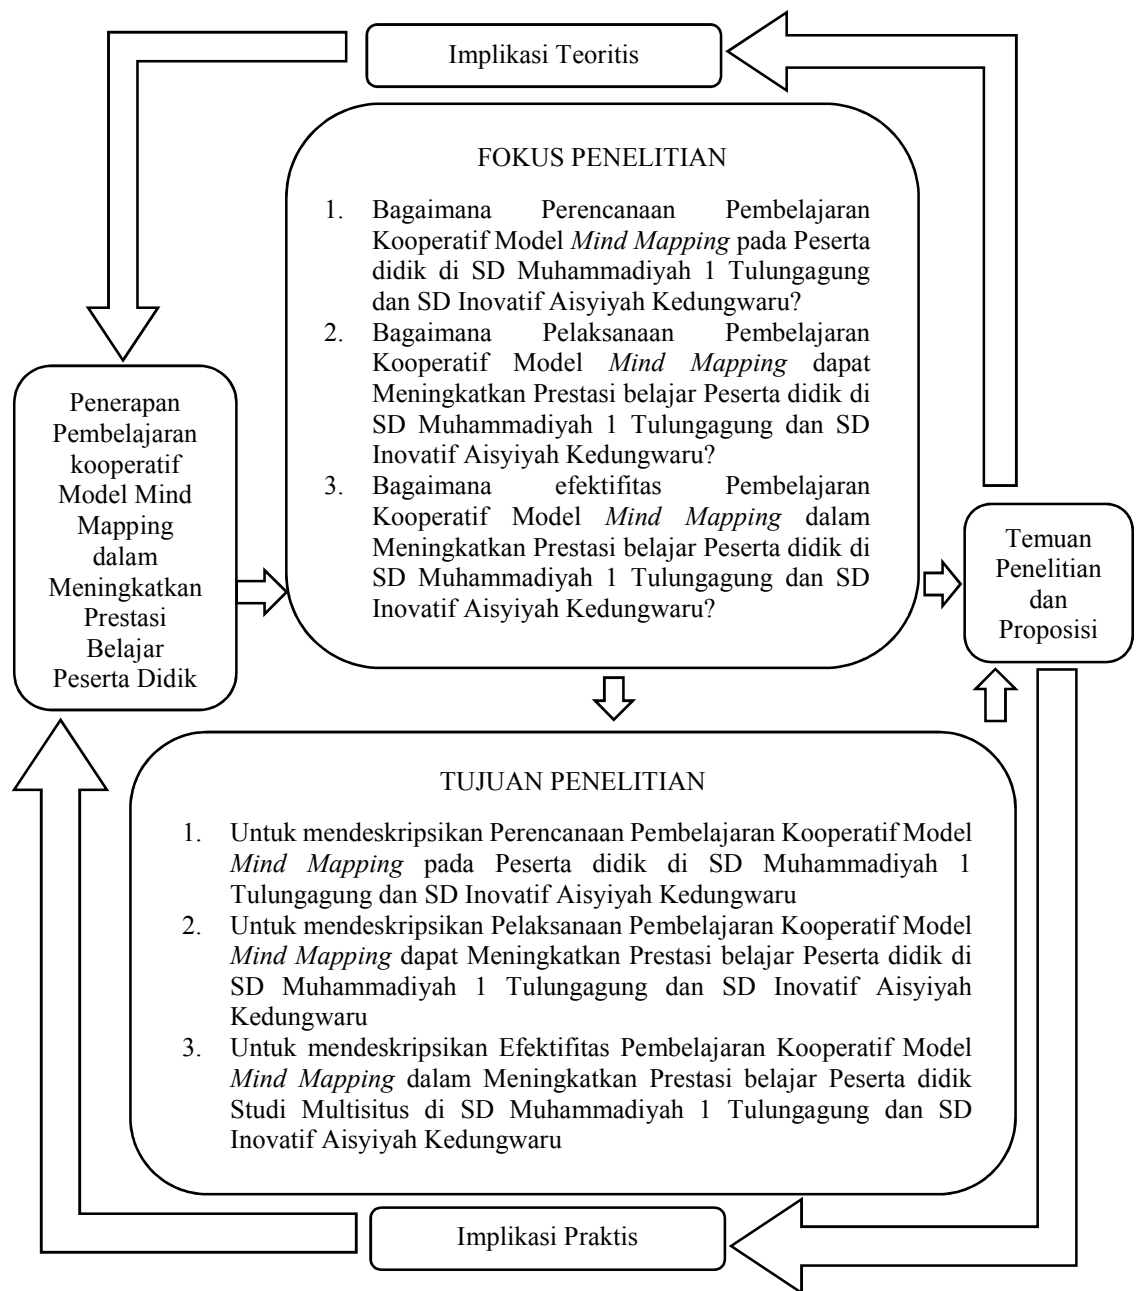 Implikasi Teoritis
FOKUS PENELITIAN
1. Bagaimana Perencanaan Pembelajaran
Kooperatif Model Mind Mapping pada Peserta
didik di SD Muhammadiyah 1 Tulungagung
dan SD Inovatif Aisyiyah Kedungwaru?
2. Bagaimana Pelaksanaan Pembelajaran
Kooperatif Model Mind Mapping dapat
Meningkatkan Prestasi belajar Peserta didik di
SD Muhammadiyah 1 Tulungagung dan SD
Inovatif Aisyiyah Kedungwaru?
3. Bagaimana efektifitas Pembelajaran
Kooperatif Model Mind Mapping dalam
Meningkatkan Prestasi belajar Peserta didik di
SD Muhammadiyah 1 Tulungagung dan SD
Inovatif Aisyiyah Kedungwaru?
Penerapan
Pembelajaran
kooperatif
Model Mind
Mapping
dalam
Meningkatkan
Prestasi
Belajar
Peserta Didik
Temuan
Penelitian
dan
Proposisi
TUJUAN PENELITIAN
1. Untuk mendeskripsikan Perencanaan Pembelajaran Kooperatif Model
Mind Mapping pada Peserta didik di SD Muhammadiyah 1
Tulungagung dan SD Inovatif Aisyiyah Kedungwaru
2. Untuk mendeskripsikan Pelaksanaan Pembelajaran Kooperatif Model
Mind Mapping dapat Meningkatkan Prestasi belajar Peserta didik di
SD Muhammadiyah 1 Tulungagung dan SD Inovatif Aisyiyah
Kedungwaru
3. Untuk mendeskripsikan Efektifitas Pembelajaran Kooperatif Model
Mind Mapping dalam Meningkatkan Prestasi belajar Peserta didik
Studi Multisitus di SD Muhammadiyah 1 Tulungagung dan SD
Inovatif Aisyiyah Kedungwaru
Implikasi Praktis